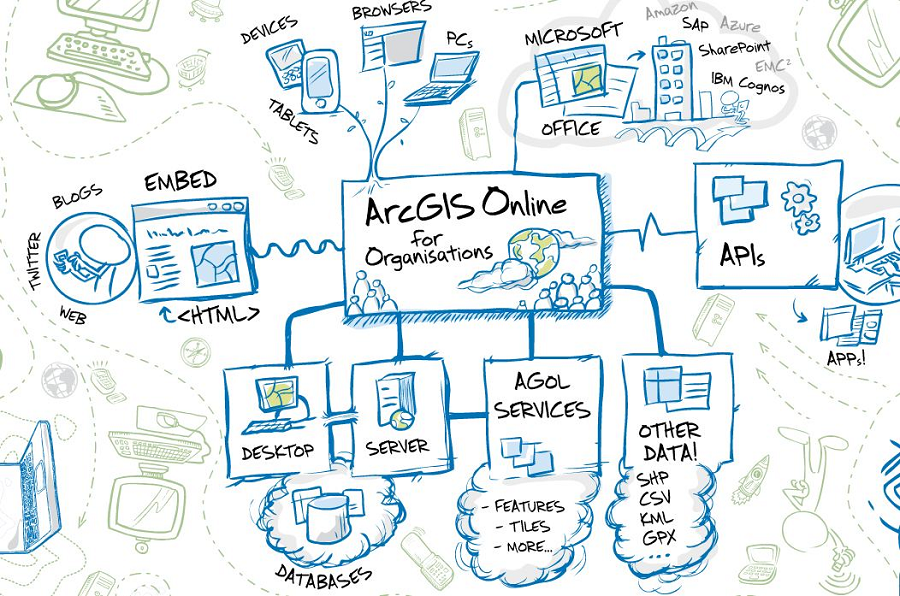 DEVICES
TABLETS
BROWSERS
PCs
MICROSOFT
OFFICE
Amazon
SAP
Azure
SharePoint
EMC²
IBM Cognos
BLOGS
TWITTER
WEB
EMBED
<HTML>
ArcGIS Online
for
Organisations
APIs
APPs!
DESKTOP
SERVER
DATABASES
AGOL
SERVICES
- FEATURES
- TILES
- MORE...
OTHER
DATA!
SHP
CSV
KML
GPX
...